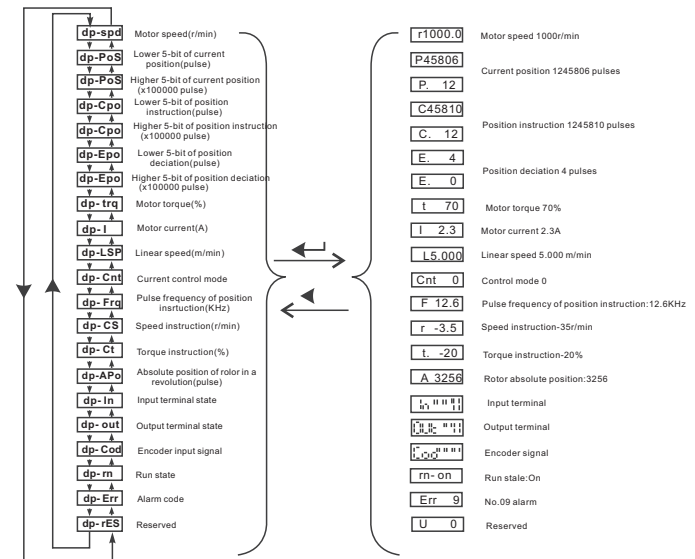 dp-spd Motor speed(r/min)
dp-PoS Lower 5-bit of current
position(pulse)
dp-PoS Higher 5-bit of current position
(x100000 pulse)
dp-Cpo Lower 5-bit of position
instruction(pulse)
dp-Cpo Higher 5-bit of position instruction
(x100000 pulse)
dp-Epo Lower 5-bit of position
deciation(pulse)
dp-Epo Higher 5-bit of position deciation
(x100000 pulse)
dp- trq Motor torque(%)
dp- I Motor current(A)
dp-LSP Linear speed(m/min)
dp- Cnt Current control mode
dp- Frq Pulse frequency of position
insrtuction(KHz)
dp- CS Speed instruction(r/min)
dp- Ct Torque instruction(%)
dp-APo Absolute position of rolor in a
revolution(pulse)
dp- In Input terminal state
dp- out Output terminal state
dp- Cod Encoder input signal
dp- rn Run state
dp- Err Alarm code
dp- rES Reserved
r1000.0 Motor speed 1000r/min
P45806
Current position 1245806 pulses
P. 12
C45810
Position instruction 1245810 pulses
C. 12
E. 4
Position deciation 4 pulses
E. 0
t 70 Motor torque 70%
I 2.3 Motor current 2.3A
L5.000 Linear speed 5.000 m/min
Cnt 0 Control mode 0
F 12.6 Pulse frequency of position instruction:12.6KHz
r -3.5 Speed instruction-35r/min
t. -20 Torque instruction-20%
A 3256 Rotor absolute position:3256
In Input terminal
Out Output terminal
Cod Encoder signal
rn- on Run stale:On
Err 9 No.09 alarm
U 0 Reserved